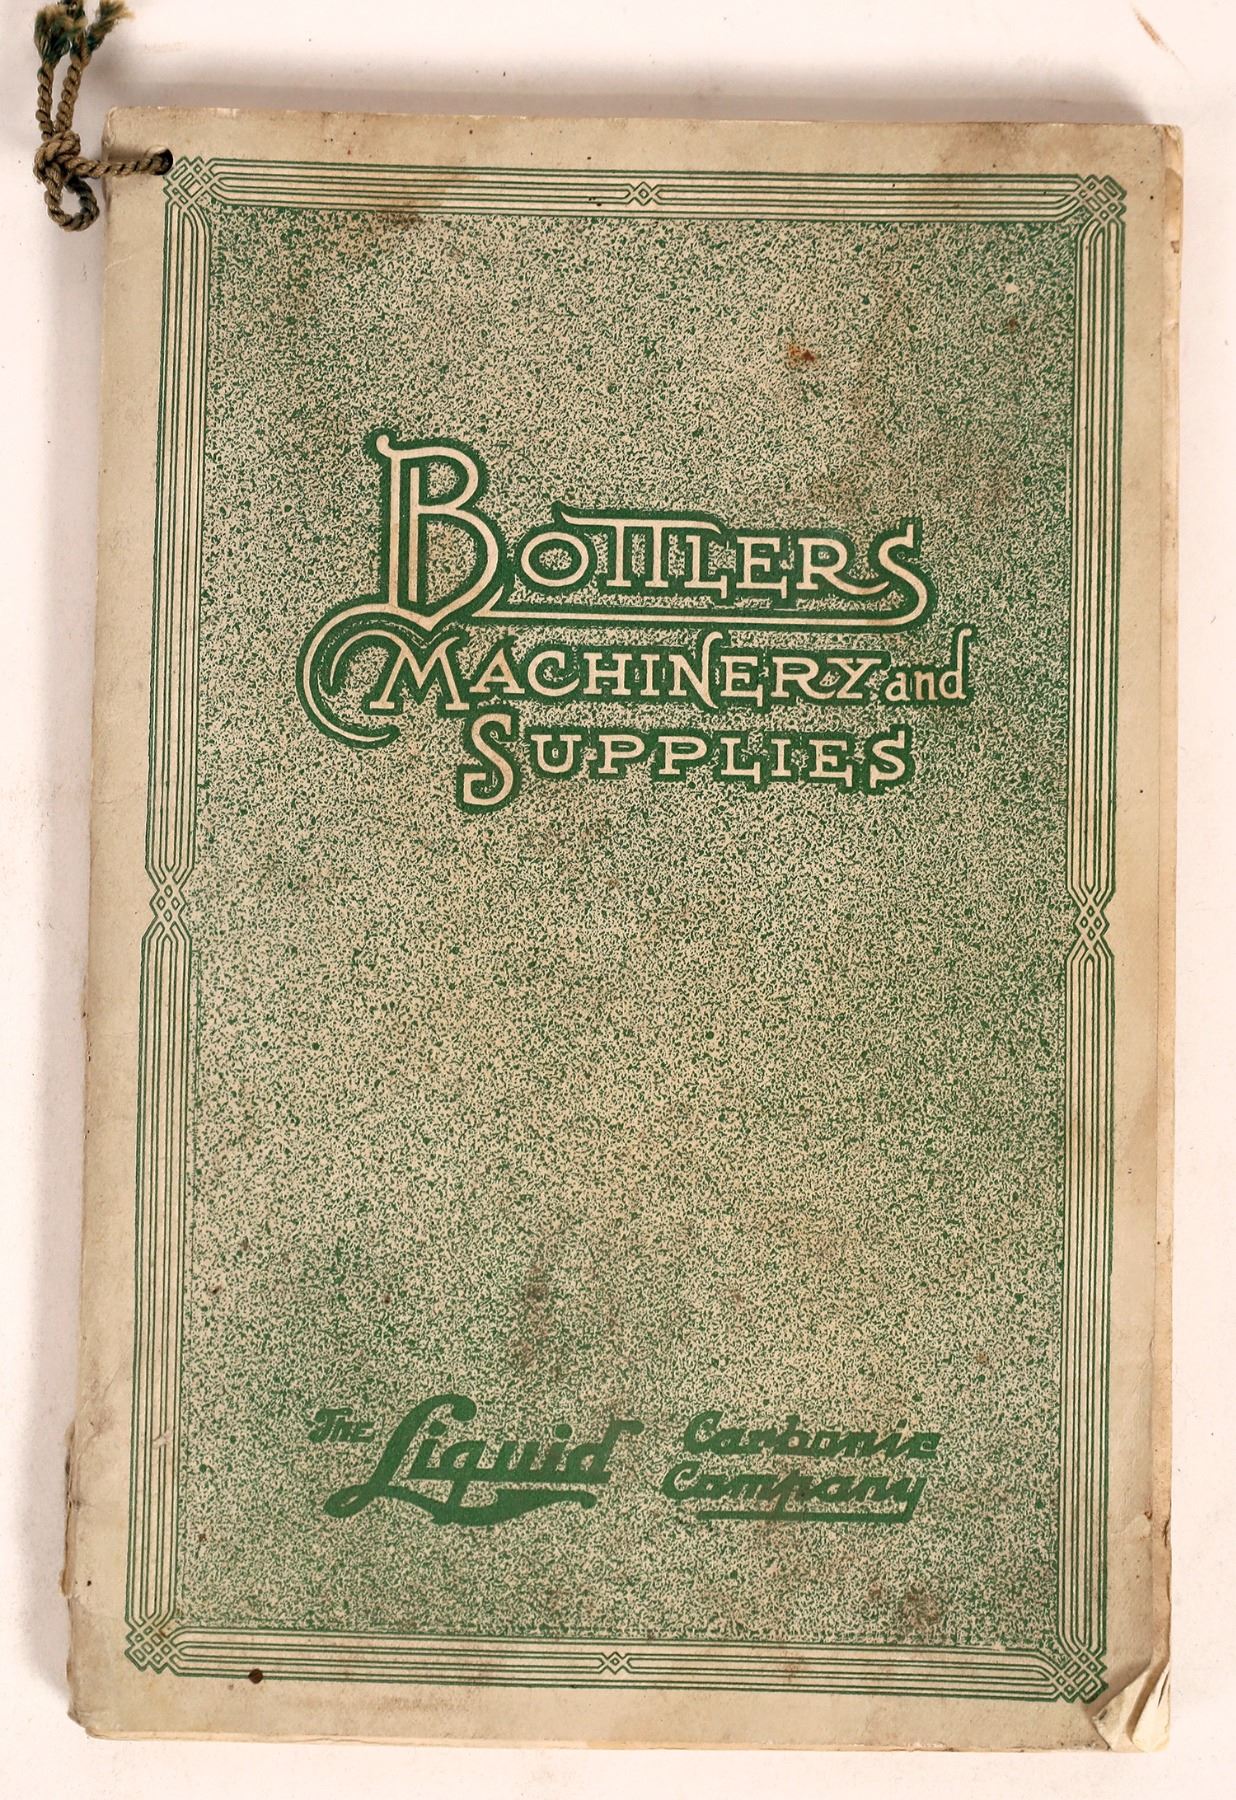 BOTTLERS
MACHINERY and
SUPPLIES
THE Liquid Carbonic
Company